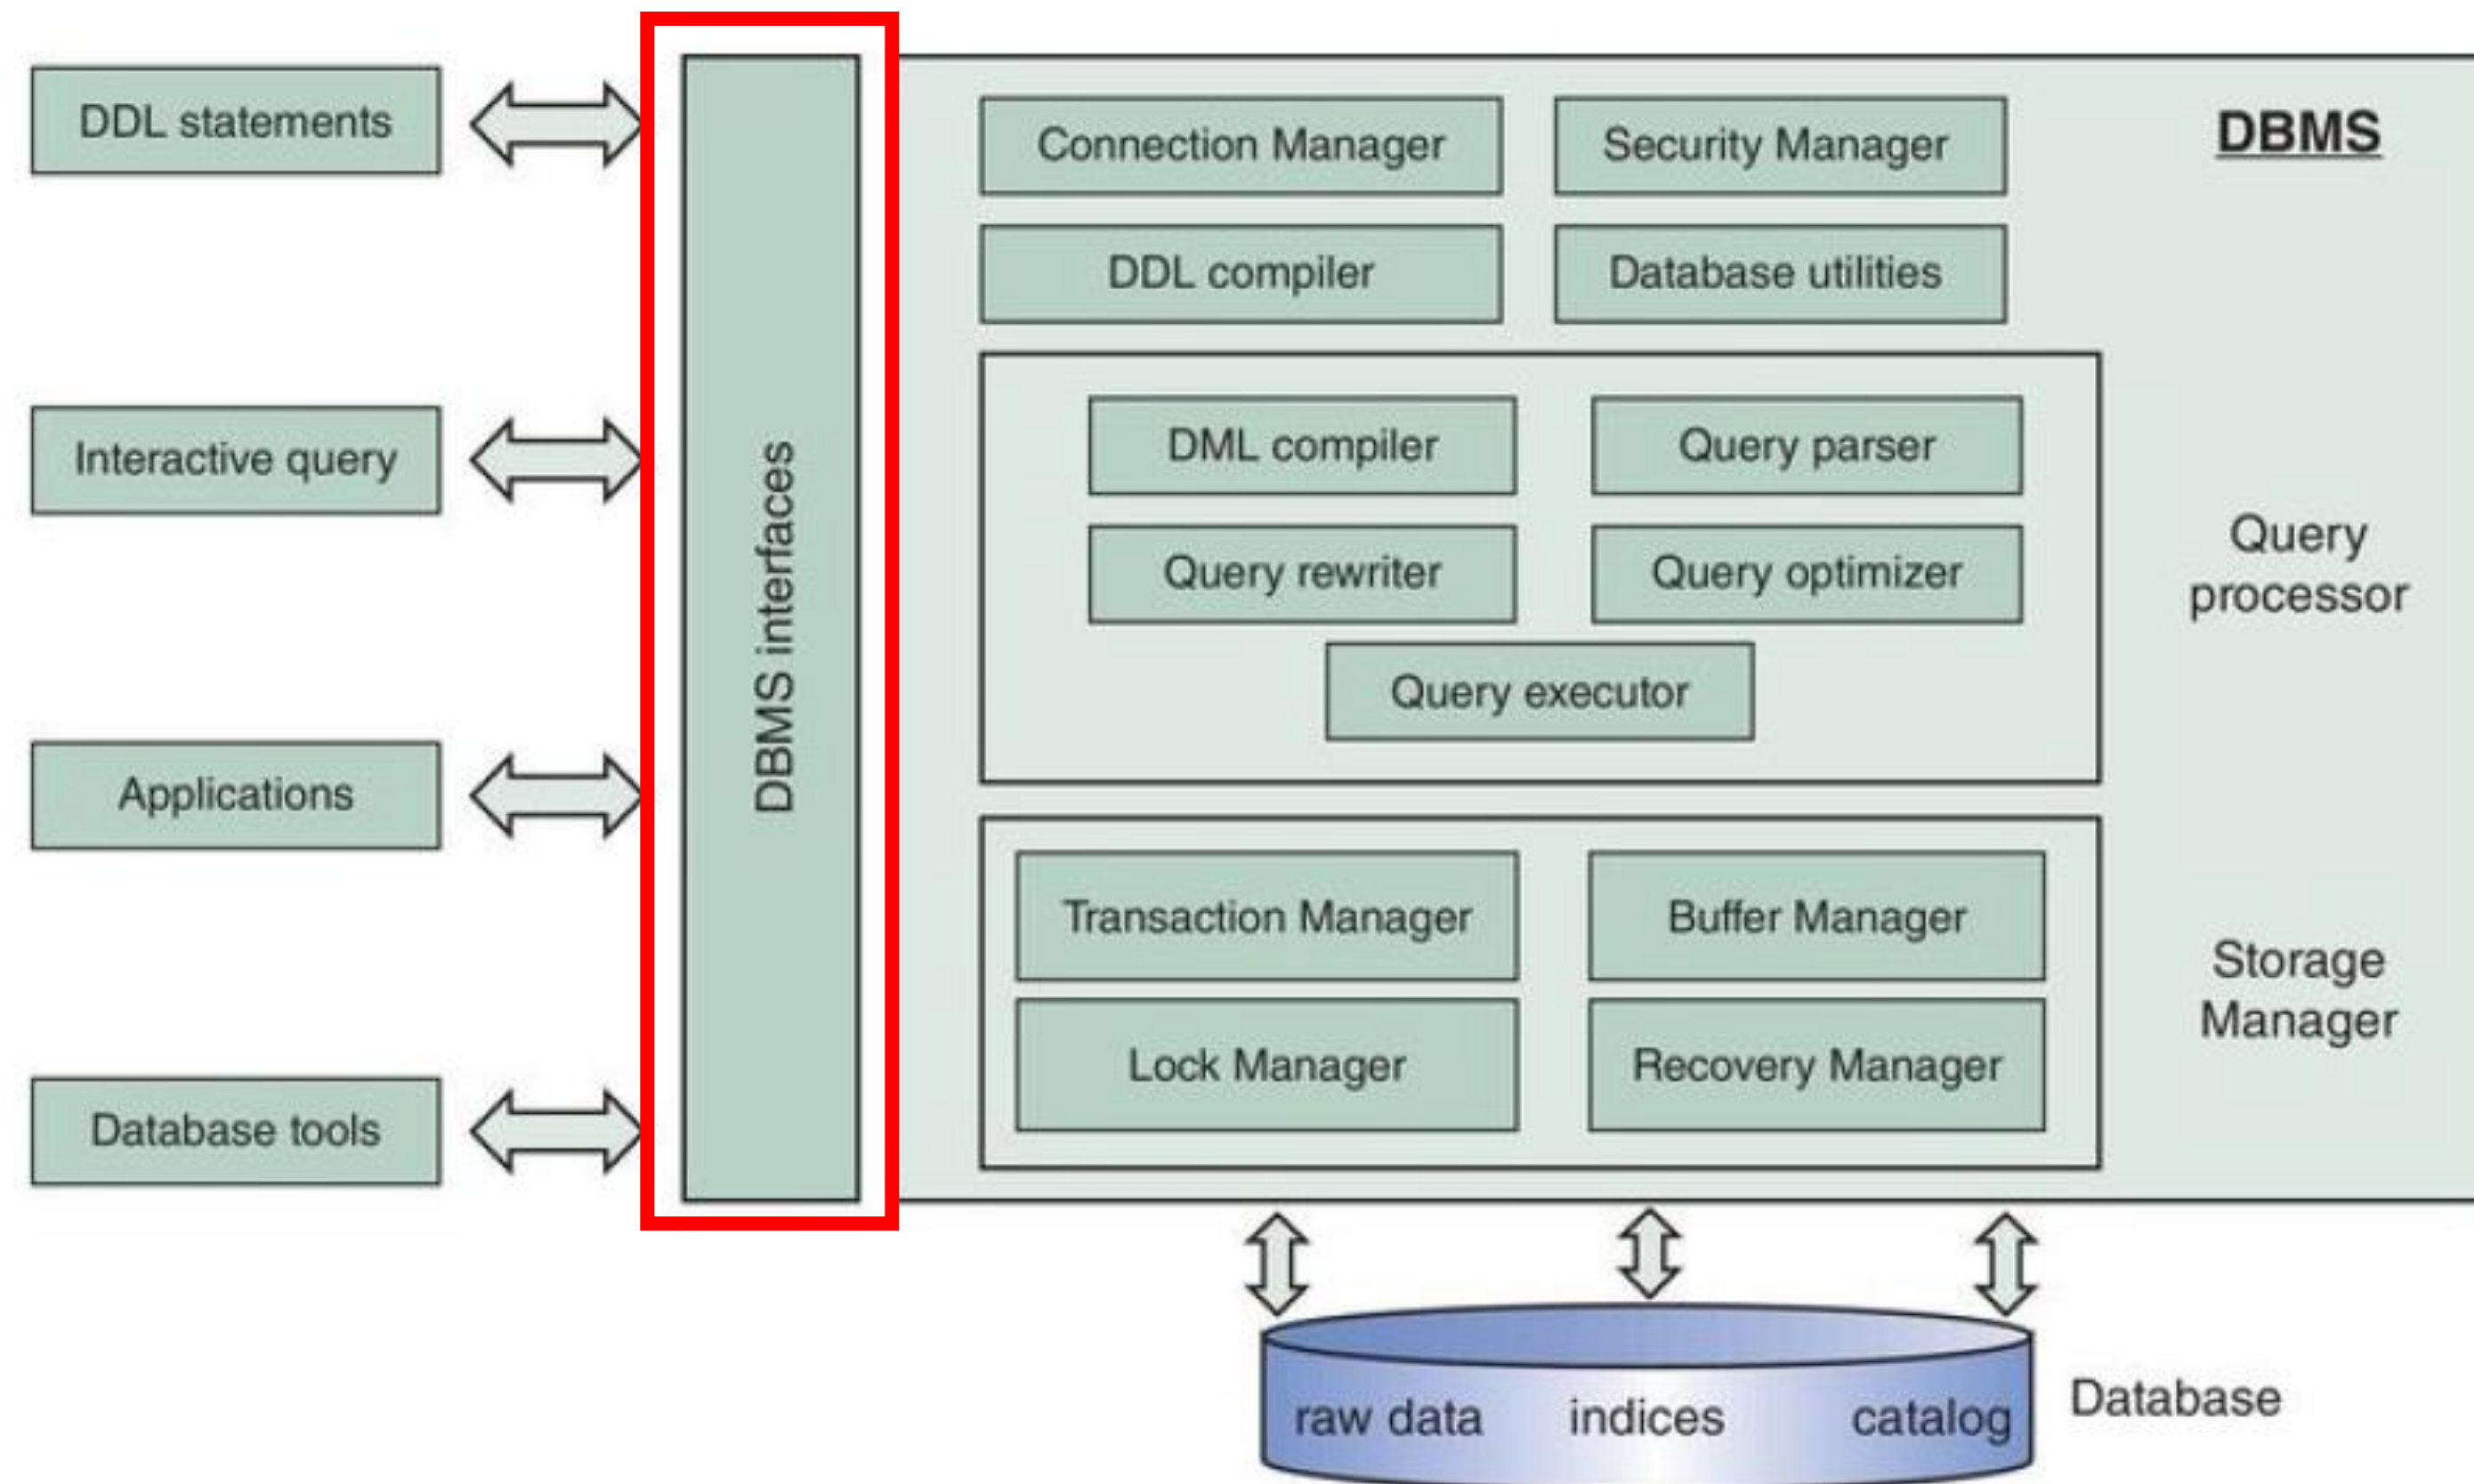 DDL statements
Interactive query
Applications
Database tools
DBMS interfaces
Connection Manager
Security Manager
DBMS
DDL compiler
Database utilities
DML compiler
Query parser
Query rewriter
Query optimizer
Query executor
Query
processor
Transaction Manager
Buffer Manager
Lock Manager
Recovery Manager
Storage
Manager
raw data
indices
catalog
Database